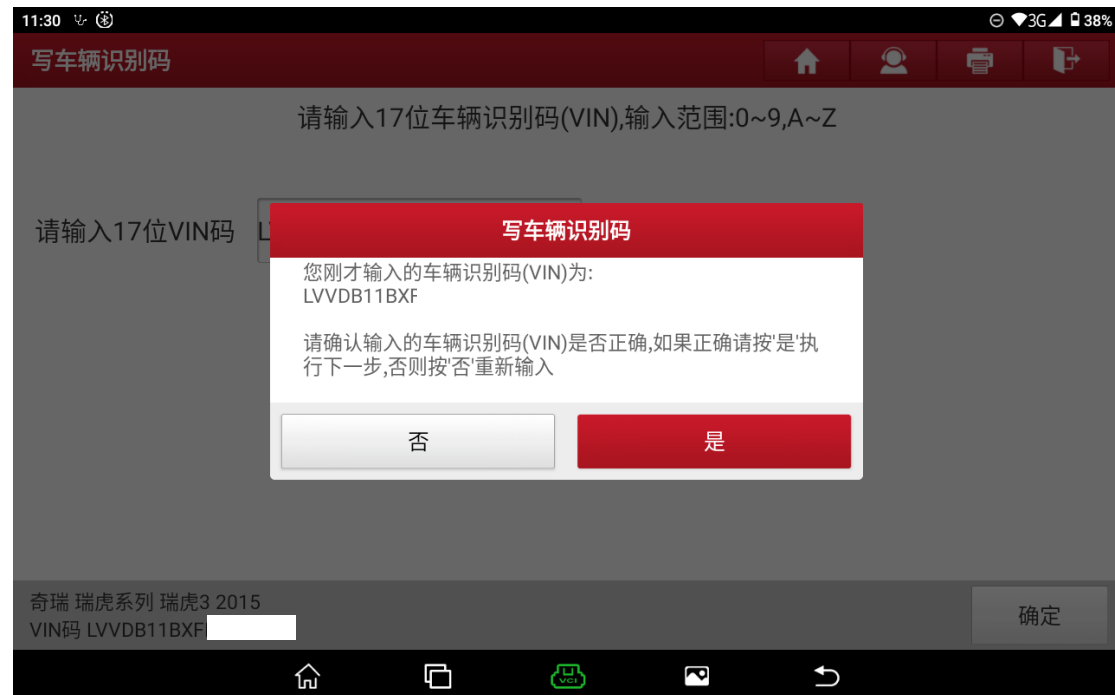 11:30
3G 38%
写车辆识别码
请输入17位车辆识别码(VIN),输入范围:0~9,A~Z
请输入17位VIN码
写车辆识别码
您刚才输入的车辆识别码(VIN)为:
LVVDB11BXF
请确认输入的车辆识别码(VIN)是否正确,如果正确请按'是'执
行下一步,否则按'否'重新输入
否
是
奇瑞 瑞虎系列 瑞虎3 2015
VIN码 LVVDB11BXF
确定
VCI